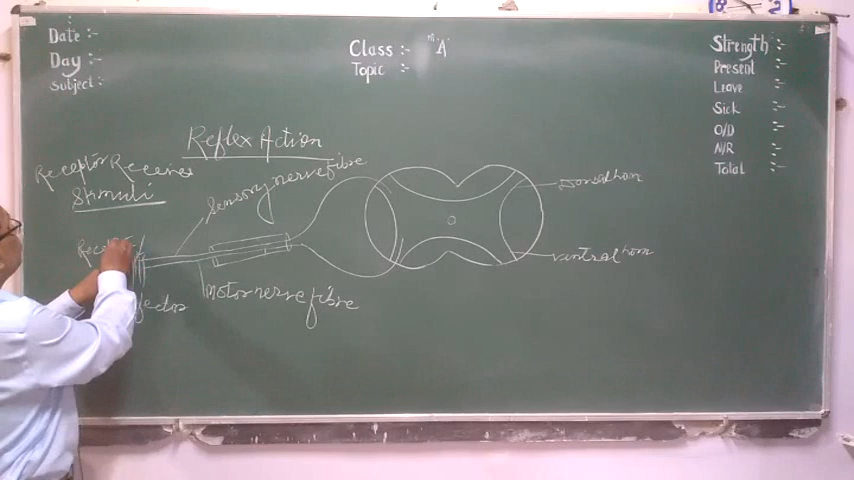 Date :-
Day :-
Subject :-
Class :- "A"
Topic :-
Strength :-
Present :-
Leave
Sick :-
O/D :-
N/R :-
Total :-
Reflex Action
Receptor Receives
Stimuli
Sensory nerve fibre
Dorsal horn
Ventral horn
Motor nerve fibre